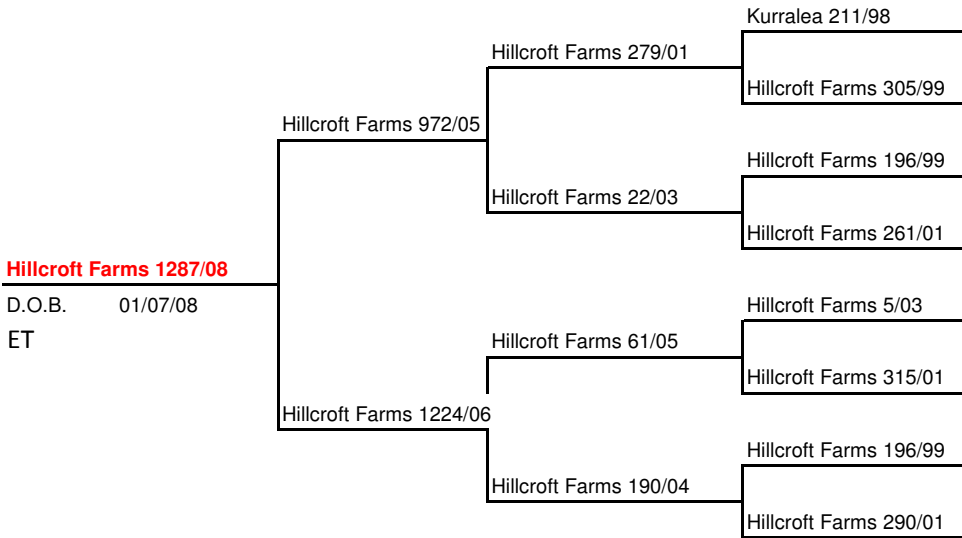 Kurralea 211/98
Hillcroft Farms 279/01
Hillcroft Farms 305/99
Hillcroft Farms 972/05
Hillcroft Farms 196/99
Hillcroft Farms 22/03
Hillcroft Farms 261/01
Hillcroft Farms 1287/08
D.O.B. 01/07/08
Hillcroft Farms 5/03
ET
Hillcroft Farms 61/05
Hillcroft Farms 315/01
Hillcroft Farms 1224/06
Hillcroft Farms 196/99
Hillcroft Farms 190/04
Hillcroft Farms 290/01